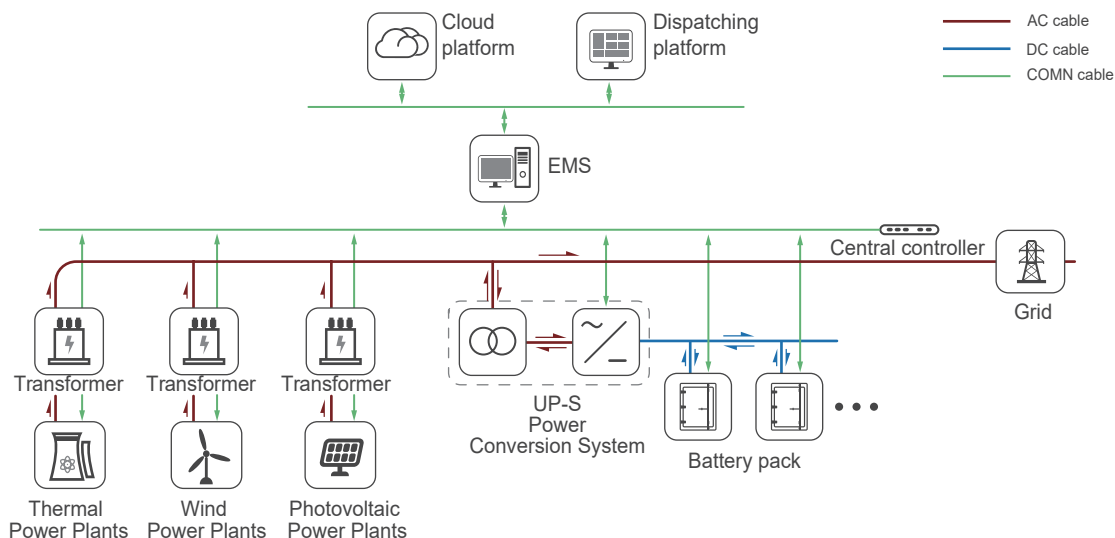 Cloud
platform
Dispatching
platform
AC cable
DC cable
COMN cable
EMS
Central controller
Grid
Transformer
Transformer
Transformer
UP-S
Power
Conversion System
Battery pack
Thermal
Power Plants
Wind
Power Plants
Photovoltaic
Power Plants